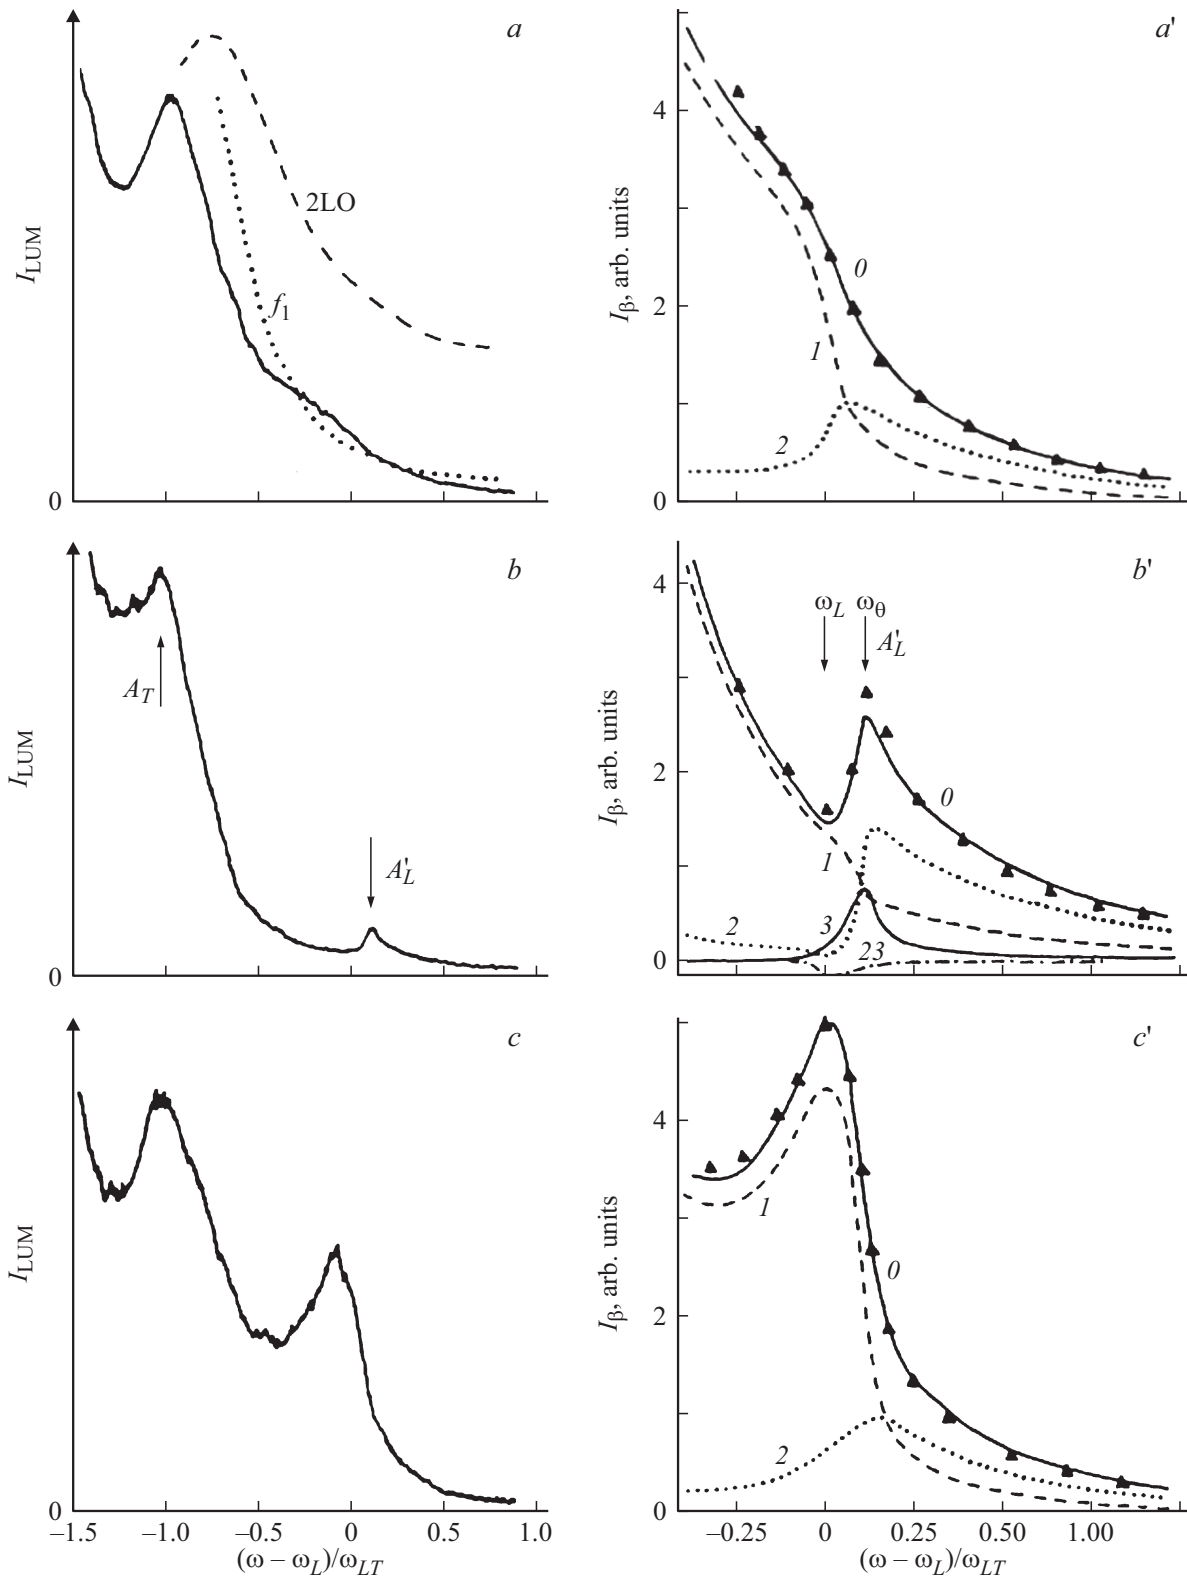 a
I_LUM
2LO
f_1
0
a'
I_β, arb. units
4
2
0
0
1
2
b
I_LUM
A_T
A'_L
0
b'
I_β, arb. units
4
2
0
ω_L ω_θ
A'_L
0
1
2
3
23
c
I_LUM
0
–1.5 –1.0 –0.5 0 0.5 1.0
(ω – ω_L)/ω_LT
c'
I_β, arb. units
4
2
0
1
0
2
–0.25 0 0.25 0.50 1.00
(ω – ω_L)/ω_LT